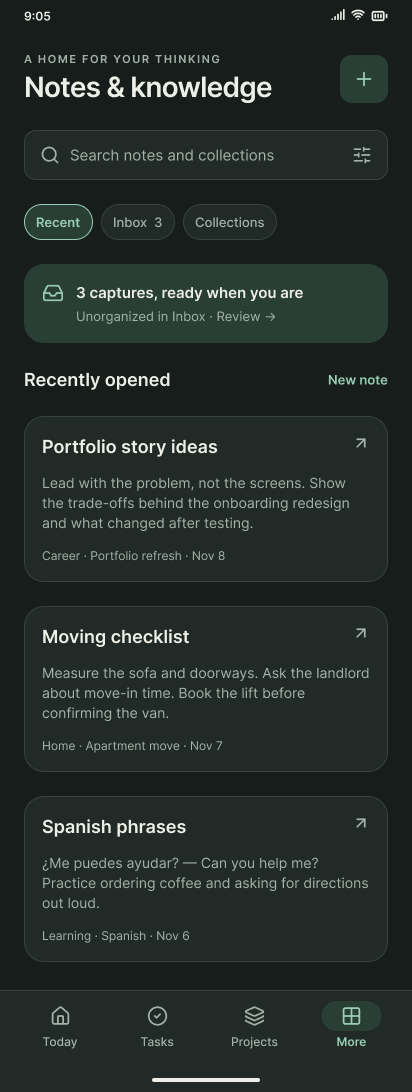 9:05
A HOME FOR YOUR THINKING
Notes & knowledge
Search notes and collections
Recent
Inbox 3
Collections
3 captures, ready when you are
Unorganized in Inbox · Review →
Recently opened
New note
Portfolio story ideas
Lead with the problem, not the screens. Show
the trade-offs behind the onboarding redesign
and what changed after testing.
Career · Portfolio refresh · Nov 8
Moving checklist
Measure the sofa and doorways. Ask the landlord
about move-in time. Book the lift before
confirming the van.
Home · Apartment move · Nov 7
Spanish phrases
¿Me puedes ayudar? — Can you help me?
Practice ordering coffee and asking for directions
out loud.
Learning · Spanish · Nov 6
Today
Tasks
Projects
More